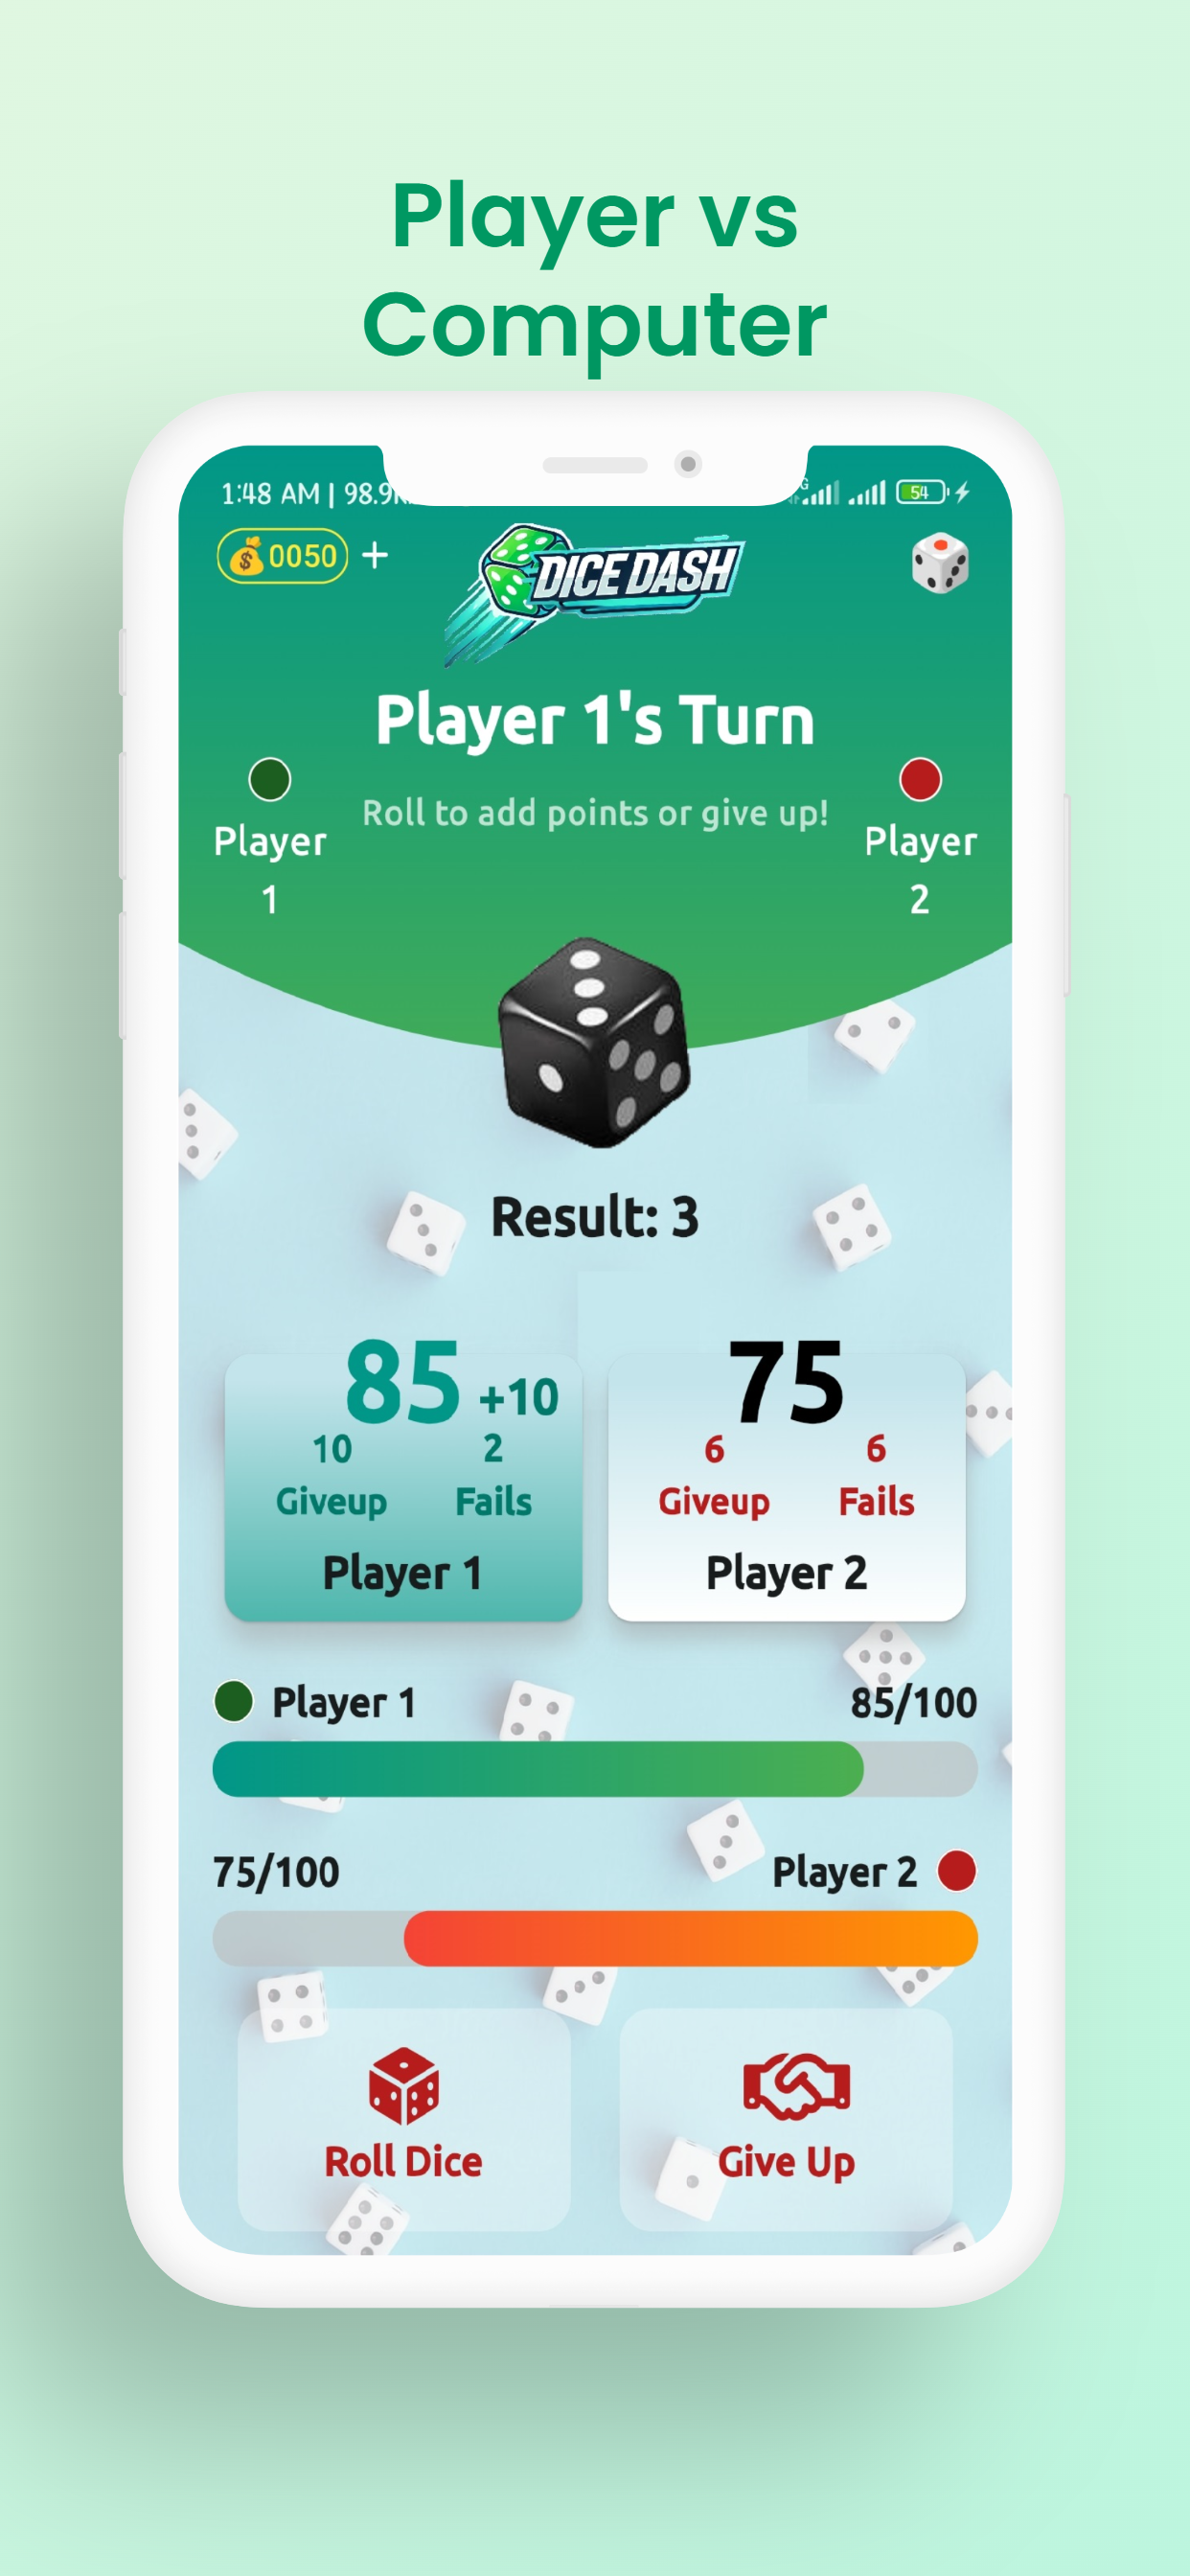 Player vs
Computer
1:48 AM | 98.9
54
0050 +
DICE DASH
Player 1's Turn
Roll to add points or give up!
Player
1
Player
2
Result: 3
85 +10
10
Giveup
2
Fails
Player 1
75
6
Giveup
6
Fails
Player 2
Player 1
85/100
75/100
Player 2
Roll Dice
Give Up